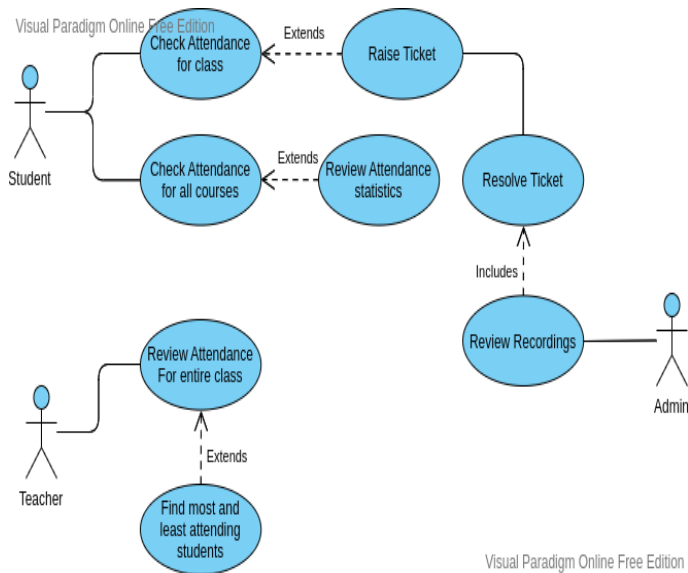 Visual Paradigm Online Free Edition
Check Attendance
for class
Extends
Raise Ticket
Student
Check Attendance
for all courses
Extends
Review Attendance
statistics
Resolve Ticket
Includes
Review Recordings
Admin
Review Attendance
For entire class
Teacher
Extends
Find most and
least attending
students
Visual Paradigm Online Free Edition